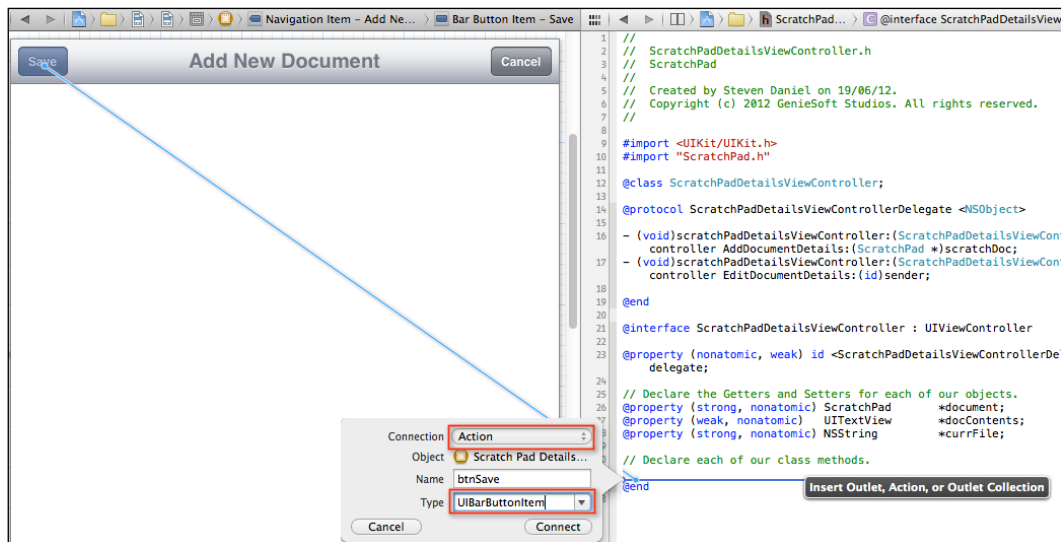 Navigation Item – Add Ne... Bar Button Item – Save
ScratchPad... @interface ScratchPadDetailsView
Save
Add New Document
Cancel
1 //
2 // ScratchPadDetailsViewController.h
3 // ScratchPad
4 //
5 // Created by Steven Daniel on 19/06/12.
6 // Copyright (c) 2012 GenieSoft Studios. All rights reserved.
7 //
8
9 #import <UIKit/UIKit.h>
10 #import "ScratchPad.h"
11
12 @class ScratchPadDetailsViewController;
13
14 @protocol ScratchPadDetailsViewControllerDelegate <NSObject>
15
16 - (void)scratchPadDetailsViewController:(ScratchPadDetailsViewCont
controller AddDocumentDetails:(ScratchPad *)scratchDoc;
17 - (void)scratchPadDetailsViewController:(ScratchPadDetailsViewCont
controller EditDocumentDetails:(id)sender;
18
19 @end
20
21 @interface ScratchPadDetailsViewController : UIViewController
22
23 @property (nonatomic, weak) id <ScratchPadDetailsViewControllerDel
delegate;
24
25 // Declare the Getters and Setters for each of our objects.
26 @property (strong, nonatomic) ScratchPad *document;
27 @property (weak, nonatomic) UITextView *docContents;
@property (strong, nonatomic) NSString *currFile;
// Declare each of our class methods.
@end
Insert Outlet, Action, or Outlet Collection
Connection Action
Object Scratch Pad Details...
Name btnSave
Type UIBarButtonItem
Cancel Connect